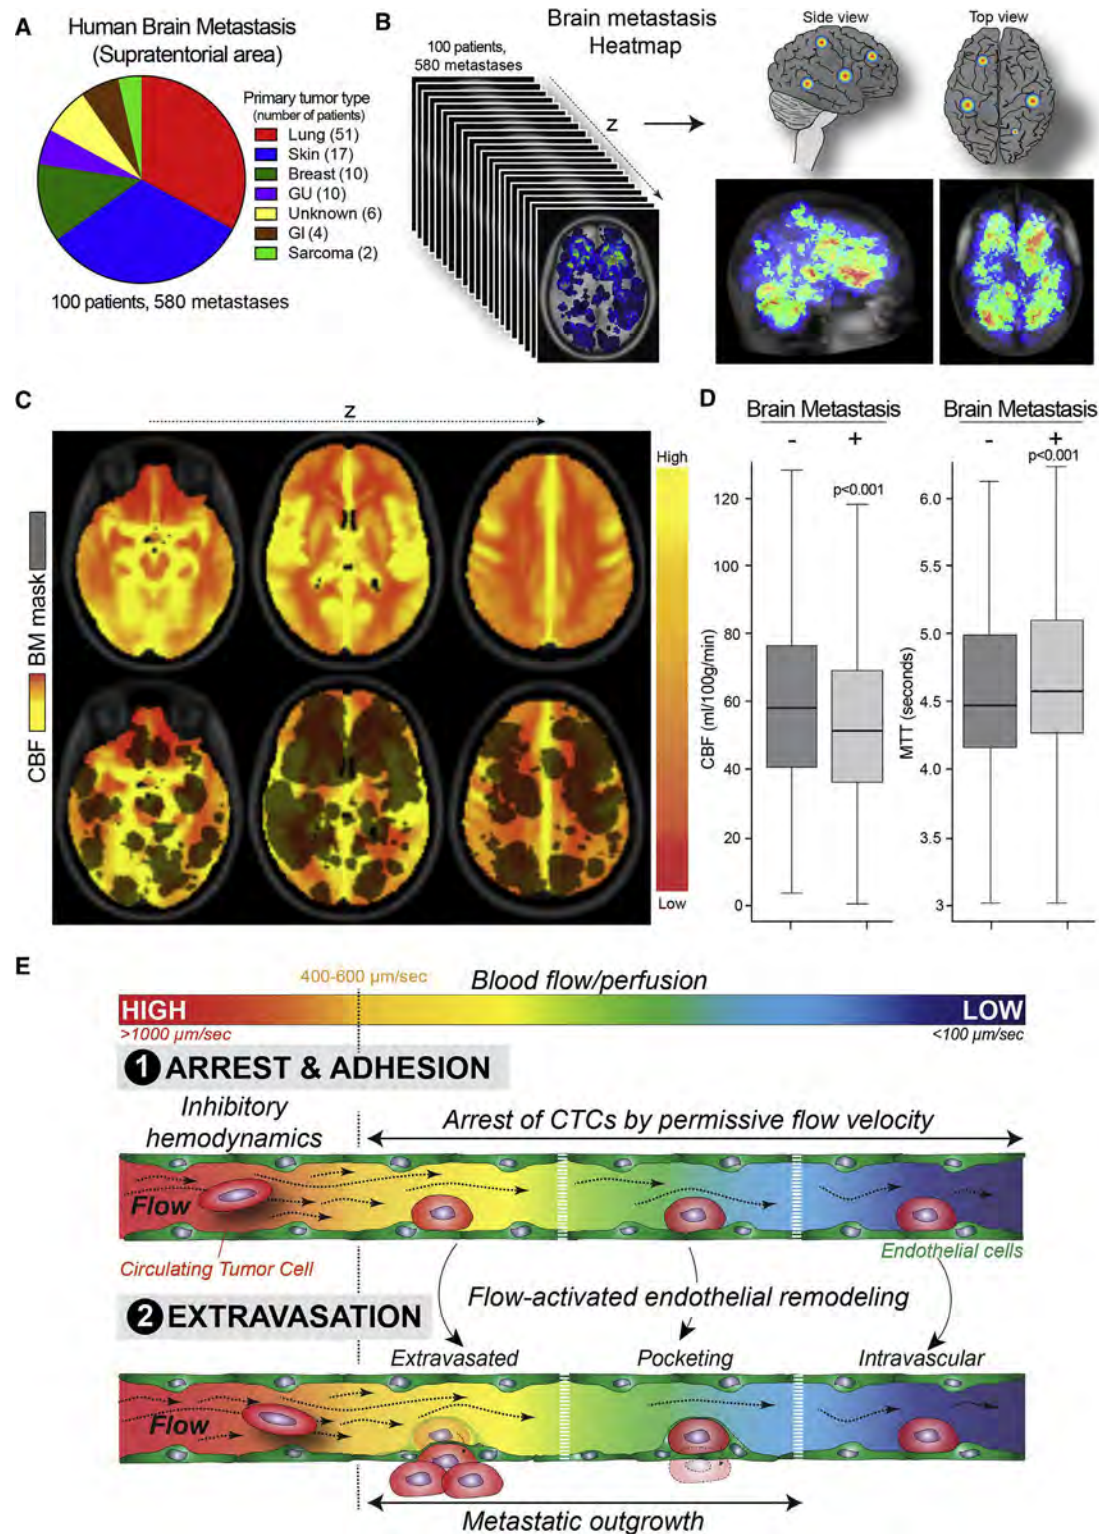 A
Human Brain Metastasis
(Supratentorial area)
Primary tumor type
(number of patients)
Lung (51)
Skin (17)
Breast (10)
GU (10)
Unknown (6)
GI (4)
Sarcoma (2)
100 patients, 580 metastases
B
Brain metastasis
Heatmap
100 patients,
580 metastases
z
Side view
Top view
C
z
CBF
BM mask
High
Low
D
Brain Metastasis
- +
p<0.001
CBF (ml/100g/min)
120
100
80
60
40
20
0
Brain Metastasis
- +
p<0.001
MTT (seconds)
6.0
5.5
5.0
4.5
4.0
3.5
3
E
400-600 µm/sec
Blood flow/perfusion
HIGH
LOW
>1000 µm/sec
<100 µm/sec
1 ARREST & ADHESION
Inhibitory
hemodynamics
Arrest of CTCs by permissive flow velocity
Flow
Circulating Tumor Cell
Endothelial cells
Flow-activated endothelial remodeling
2 EXTRAVASATION
Extravasated
Pocketing
Intravascular
Flow
Metastatic outgrowth